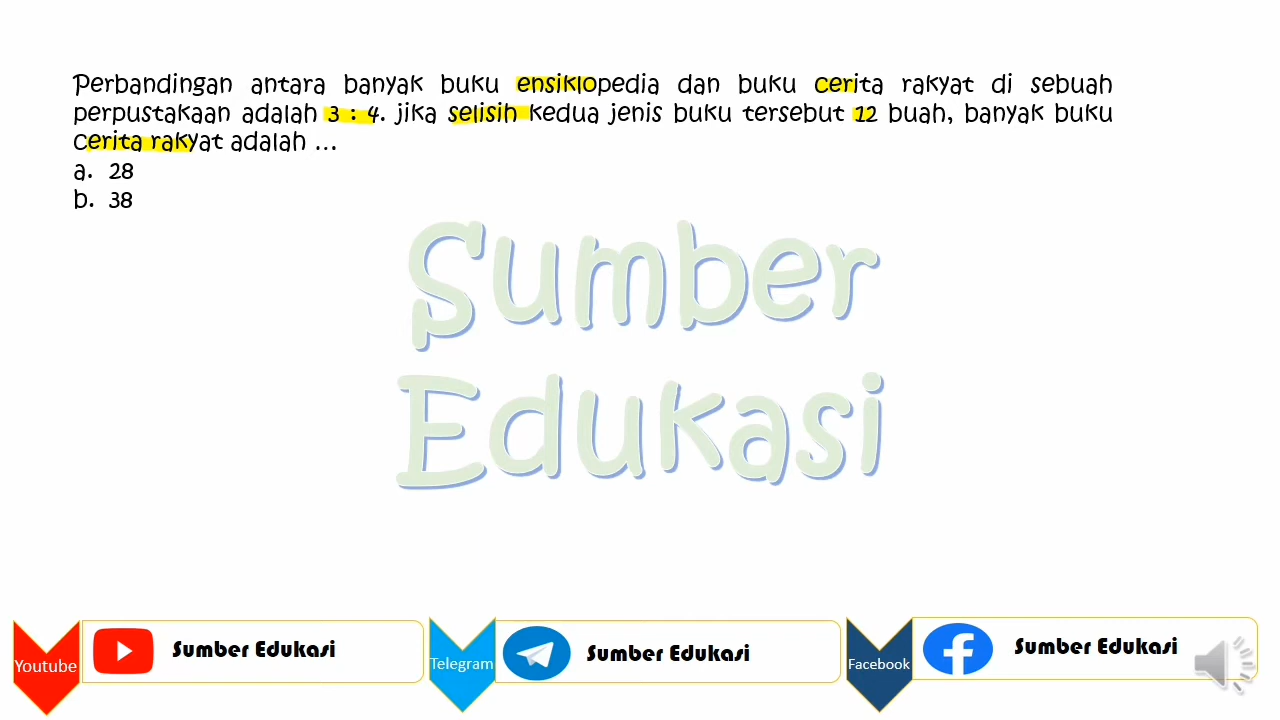 Perbandingan antara banyak buku ensiklopedia dan buku cerita rakyat di sebuah
perpustakaan adalah 3 : 4. jika selisih kedua jenis buku tersebut 12 buah, banyak buku
cerita rakyat adalah ...
a. 28
b. 38
Sumber
Edukasi
Youtube
Sumber Edukasi
Telegram
Sumber Edukasi
Facebook
Sumber Edukasi